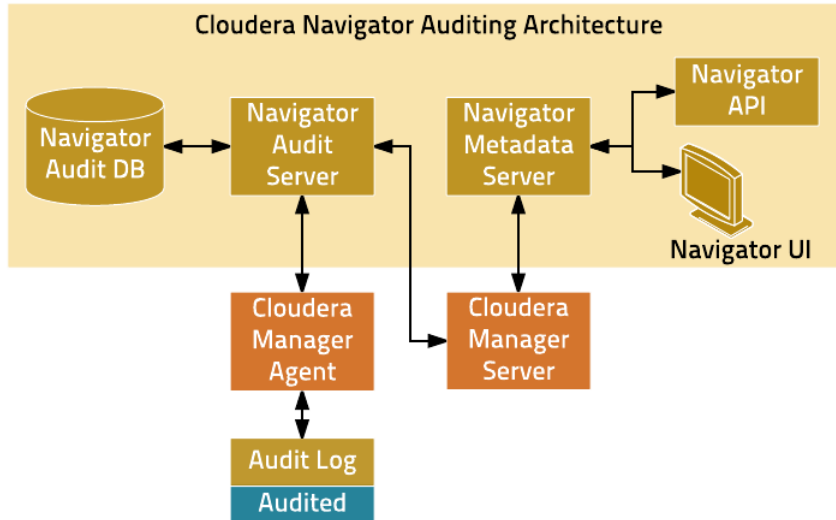 Cloudera Navigator Auditing Architecture
Navigator
Audit DB
Navigator
Audit
Server
Navigator
Metadata
Server
Navigator
API
Navigator UI
Cloudera
Manager
Agent
Cloudera
Manager
Server
Audit Log
Audited